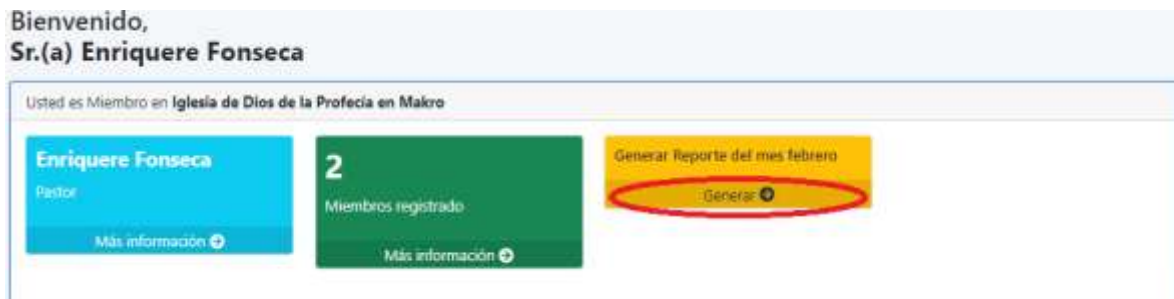 Bienvenido,
Sr.(a) Enriquere Fonseca
Usted es Miembro en Iglesia de Dios de la Profecía en Makro
Enriquere Fonseca
Pastor
Más información
2
Miembros registrado
Más información
Generar Reporte del mes febrero
Generar